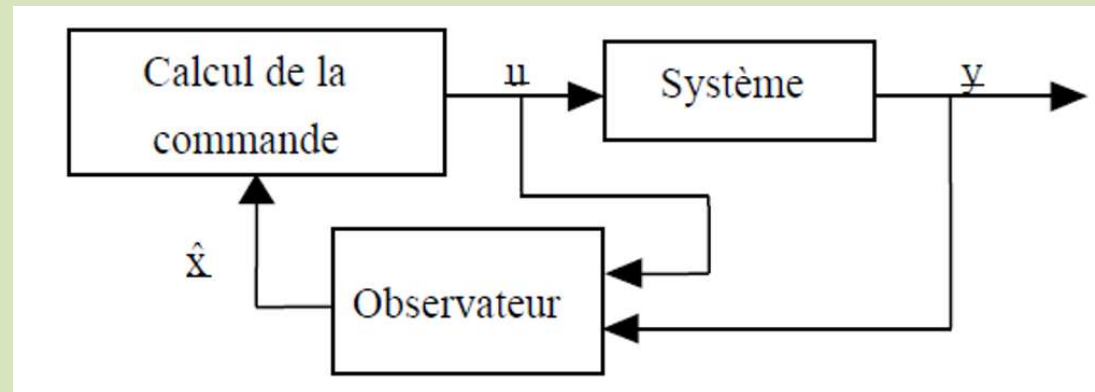 Calcul de la
commande
u
Système
y
x̂
Observateur